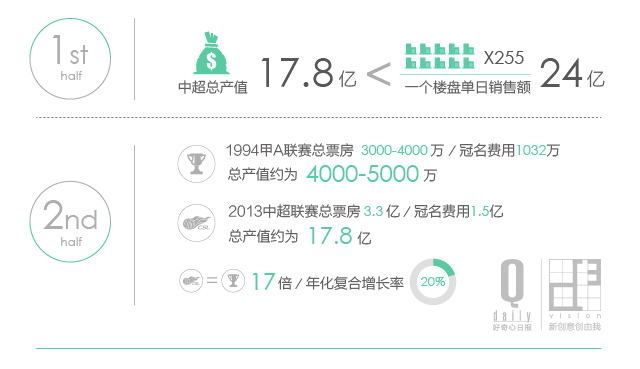 1st
half
$
中超总产值 17.8 亿 < X255 一个楼盘单日销售额 24 亿
2nd
half
1994甲A联赛总票房 3000-4000 万 / 冠名费用1032万
总产值约为 4000-5000 万
CSL
2013中超联赛总票房 3.3 亿 / 冠名费用1.5亿
总产值约为 17.8 亿
CSL = 17 倍 / 年化复合增长率 20%
Q
daily
好奇心日报
d3
vision
新创意创由我